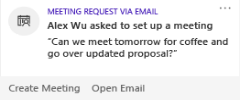 MEETING REQUEST VIA EMAIL
Alex Wu asked to set up a meeting
“Can we meet tomorrow for coffee and
go over updated proposal?”
Create Meeting Open Email